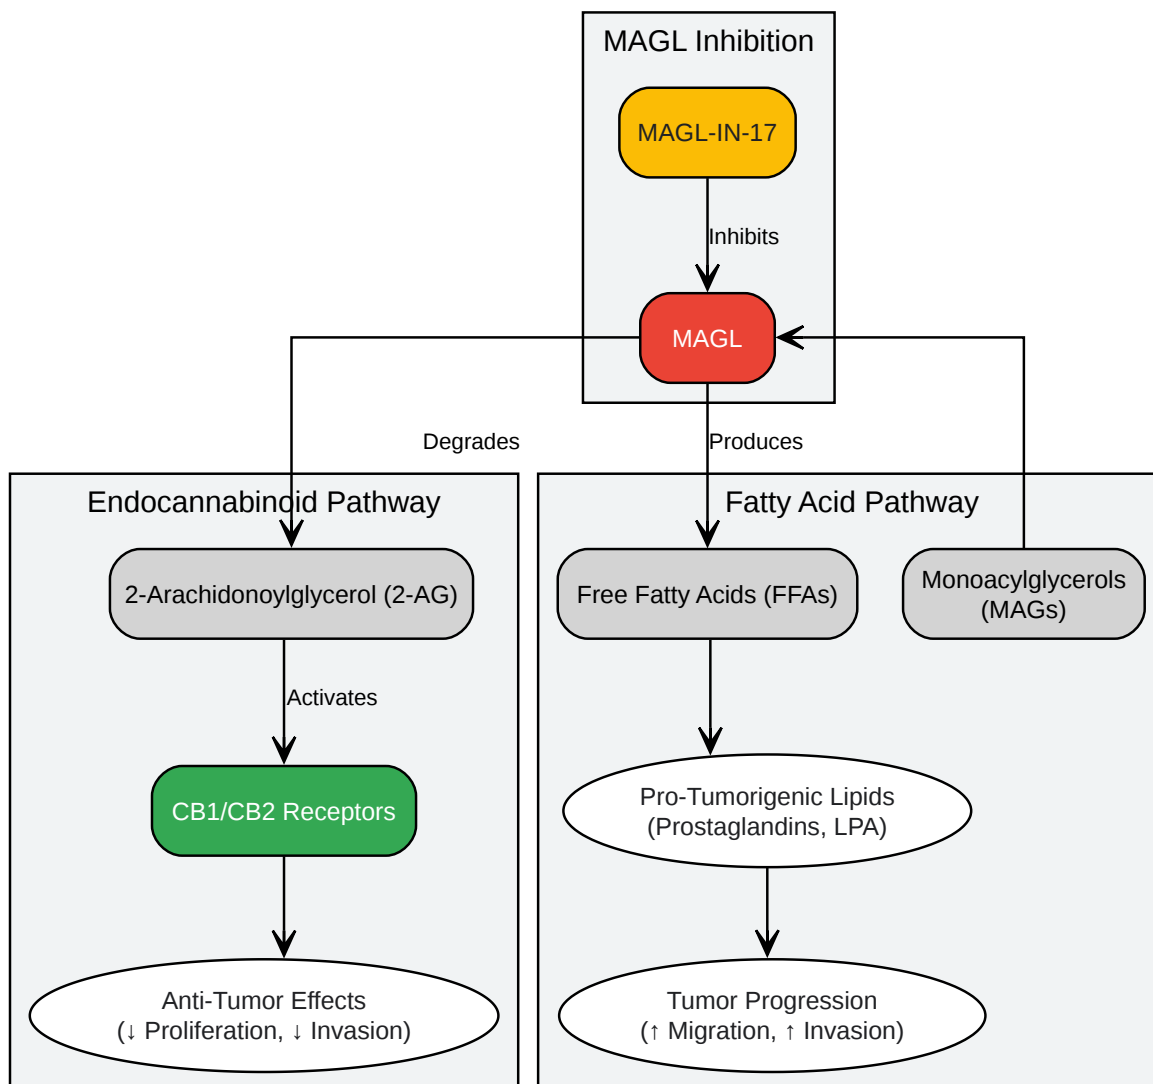 MAGL Inhibition
MAGL-IN-17
Inhibits
MAGL
Degrades
Produces
Endocannabinoid Pathway
Fatty Acid Pathway
2-Arachidonoylglycerol (2-AG)
Free Fatty Acids (FFAs)
Monoacylglycerols
(MAGs)
Activates
CB1/CB2 Receptors
Pro-Tumorigenic Lipids
(Prostaglandins, LPA)
Anti-Tumor Effects
(↓ Proliferation, ↓ Invasion)
Tumor Progression
(↑ Migration, ↑ Invasion)